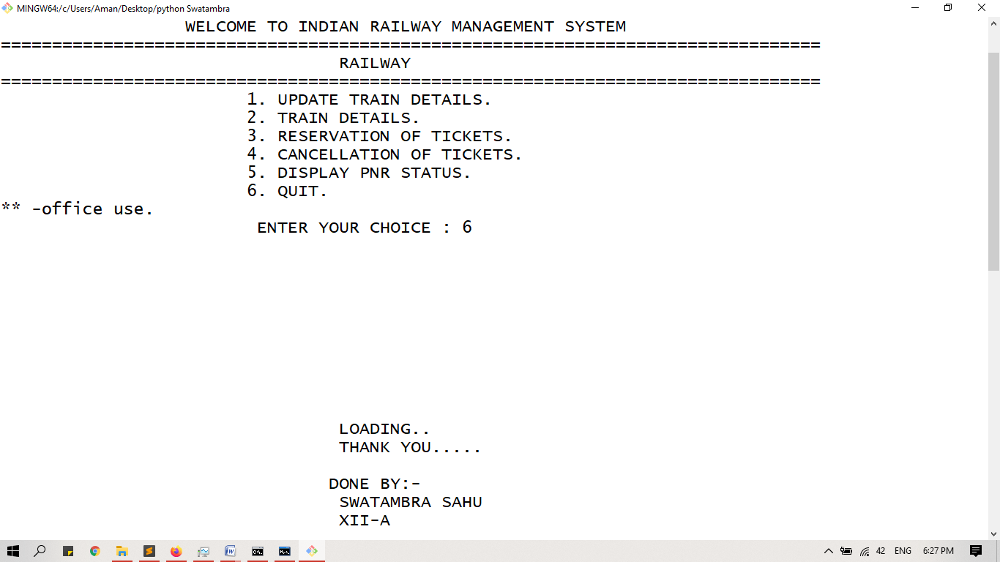 MINGW64:/c/Users/Aman/Desktop/python Swatambra
WELCOME TO INDIAN RAILWAY MANAGEMENT SYSTEM
================================================================================
RAILWAY
================================================================================
1. UPDATE TRAIN DETAILS.
2. TRAIN DETAILS.
3. RESERVATION OF TICKETS.
4. CANCELLATION OF TICKETS.
5. DISPLAY PNR STATUS.
6. QUIT.
** -office use.
ENTER YOUR CHOICE : 6
LOADING..
THANK YOU.....
DONE BY:-
SWATAMBRA SAHU
XII-A
42 ENG 6:27 PM